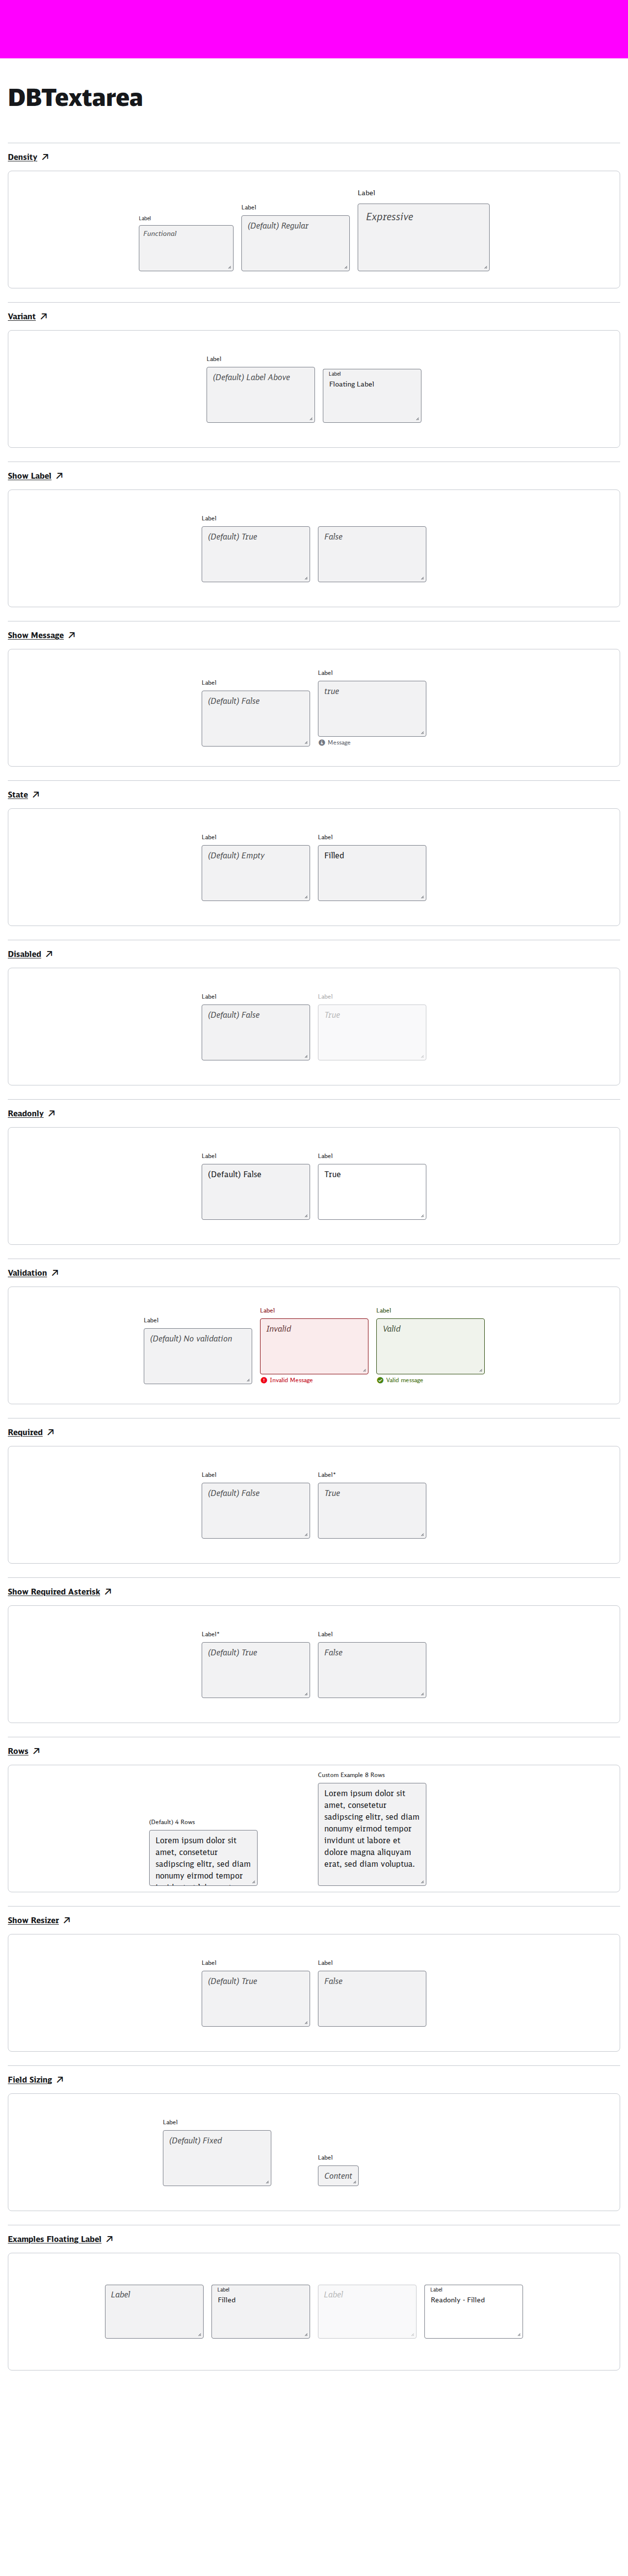 DBTextarea
Density
Label
Functional
Label
(Default) Regular
Label
Expressive
Variant
Label
(Default) Label Above
Label
Floating Label
Show Label
Label
(Default) True
False
Show Message
Label
(Default) False
Label
true
Message
State
Label
(Default) Empty
Label
Filled
Disabled
Label
(Default) False
Label
True
Readonly
Label
(Default) False
Label
True
Validation
Label
(Default) No validation
Label
Invalid
Invalid Message
Label
Valid
Valid message
Required
Label
(Default) False
Label*
True
Show Required Asterisk
Label*
(Default) True
Label
False
Rows
(Default) 4 Rows
Lorem ipsum dolor sit
amet, consetetur
sadipscing elitr, sed diam
nonumy eirmod tempor
Custom Example 8 Rows
Lorem ipsum dolor sit
amet, consetetur
sadipscing elitr, sed diam
nonumy eirmod tempor
invidunt ut labore et
dolore magna aliquyam
erat, sed diam voluptua.
Show Resizer
Label
(Default) True
Label
False
Field Sizing
Label
(Default) Fixed
Label
Content
Examples Floating Label
Label
Label
Filled
Label
Label
Readonly - Filled